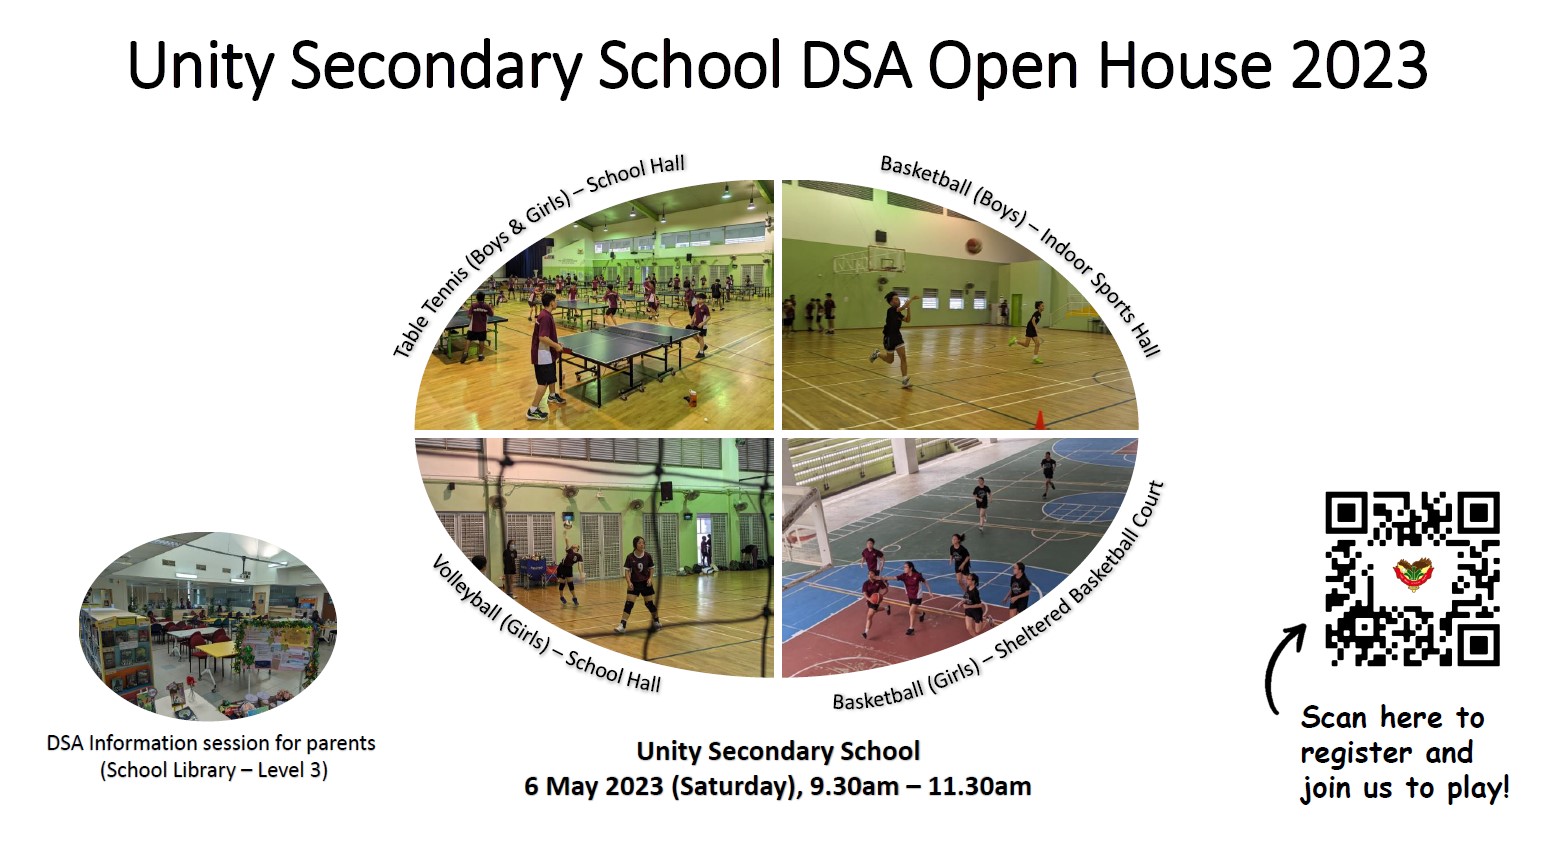 Unity Secondary School DSA Open House 2023
Table Tennis (Boys & Girls) – School Hall
Basketball (Boys) – Indoor Sports Hall
Volleyball (Girls) – School Hall
Basketball (Girls) – Sheltered Basketball Court
DSA Information session for parents
(School Library – Level 3)
Unity Secondary School
6 May 2023 (Saturday), 9.30am – 11.30am
Scan here to
register and
join us to play!